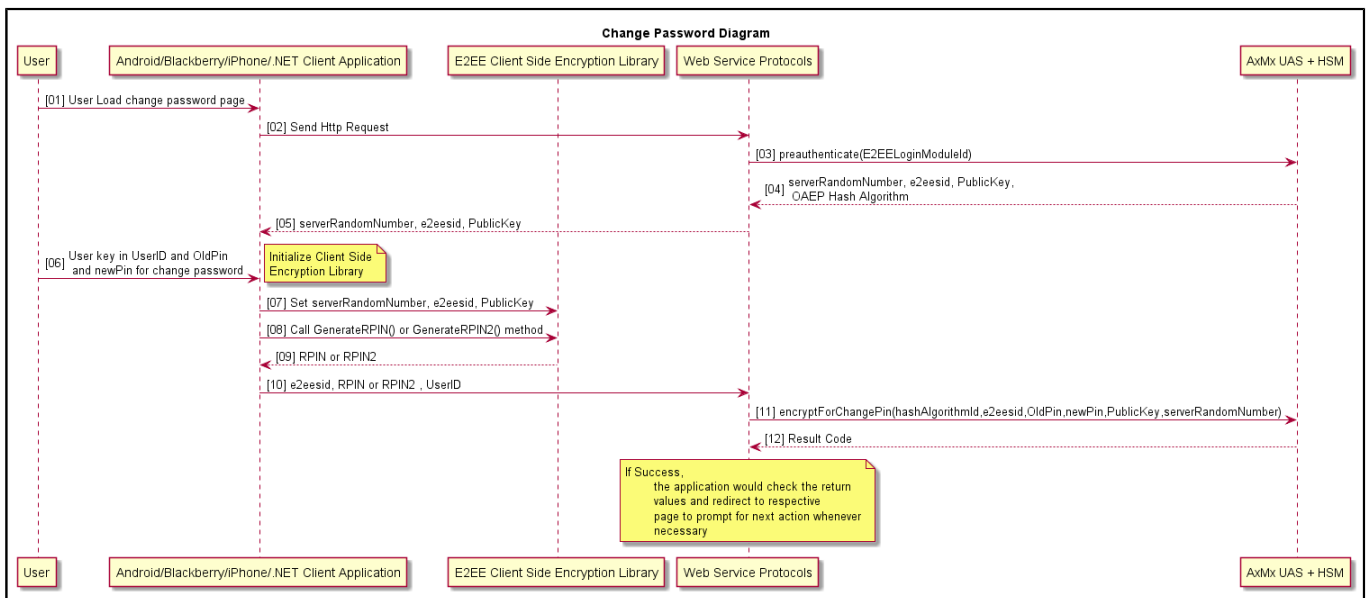 Change Password Diagram
User
Android/Blackberry/iPhone/.NET Client Application
E2EE Client Side Encryption Library
Web Service Protocols
AxMx UAS + HSM
[01] User Load change password page
[02] Send Http Request
[03] preauthenticate(E2EELoginModuleId)
[04] serverRandomNumber, e2eesid, PublicKey,
OAEP Hash Algorithm
[05] serverRandomNumber, e2eesid, PublicKey
[06] User key in UserID and OldPin
and newPin for change password
Initialize Client Side
Encryption Library
[07] Set serverRandomNumber, e2eesid, PublicKey
[08] Call GenerateRPIN() or GenerateRPIN2() method
[09] RPIN or RPIN2
[10] e2eesid, RPIN or RPIN2 , UserID
[11] encryptForChangePin(hashAlgorithmId,e2eesid,OldPin,newPin,PublicKey,serverRandomNumber)
[12] Result Code
If Success,
the application would check the return
values and redirect to respective
page to prompt for next action whenever
necessary
User
Android/Blackberry/iPhone/.NET Client Application
E2EE Client Side Encryption Library
Web Service Protocols
AxMx UAS + HSM